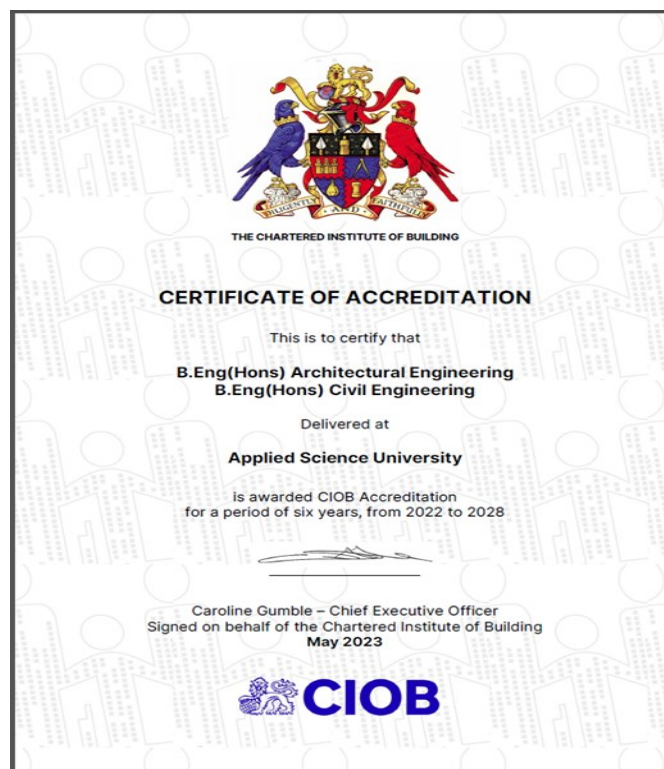 DILIGENTLY AND FAITHFULLY
THE CHARTERED INSTITUTE OF BUILDING
CERTIFICATE OF ACCREDITATION
This is to certify that
B.Eng(Hons) Architectural Engineering
B.Eng(Hons) Civil Engineering
Delivered at
Applied Science University
is awarded CIOB Accreditation
for a period of six years, from 2022 to 2028
Caroline Gumble – Chief Executive Officer
Signed on behalf of the Chartered Institute of Building
May 2023
CIOB